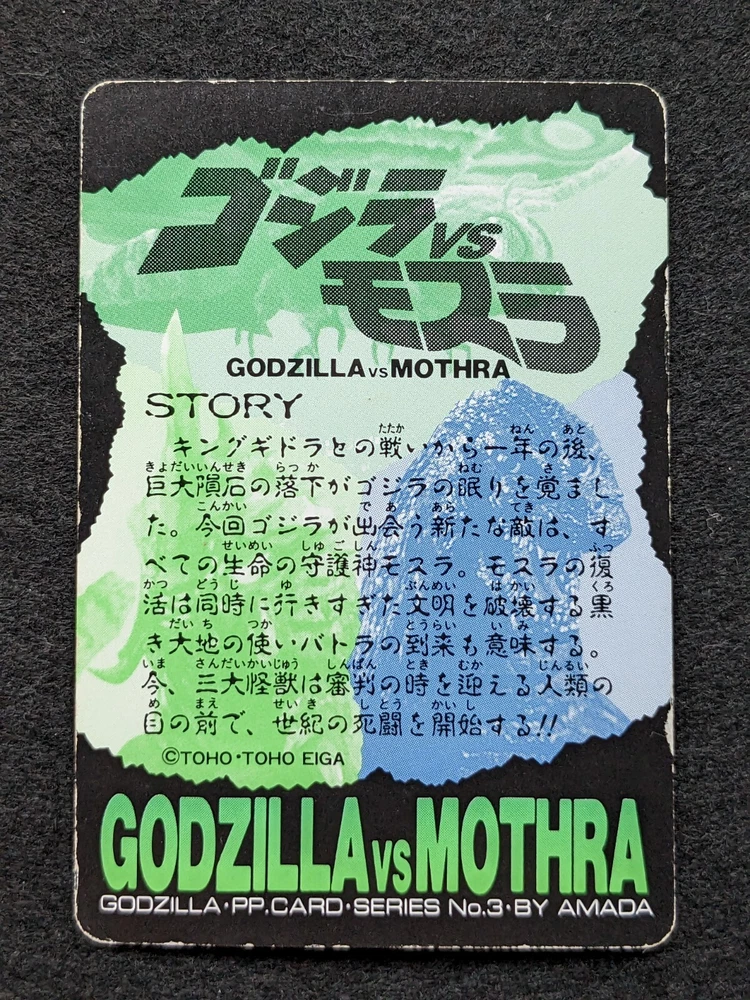 ゴジラVS
モスラ
GODZILLA VS MOTHRA
STORY
キングギドラとの戦いから一年の後、
巨大隕石の落下がゴジラの眠りを覚まし
た。今回ゴジラが出会う新たな敵は、す
べての生命の守護神モスラ。モスラの復
活は同時に行きすぎた文明を破壊する黒
き大地の使いバトラの到来も意味する。
今、三大怪獣は審判の時を迎える人類の
目の前で、世紀の死闘を開始する!!
©TOHO・TOHO EIGA
GODZILLA VS MOTHRA
GODZILLA・PP.CARD・SERIES No.3・BY AMADA